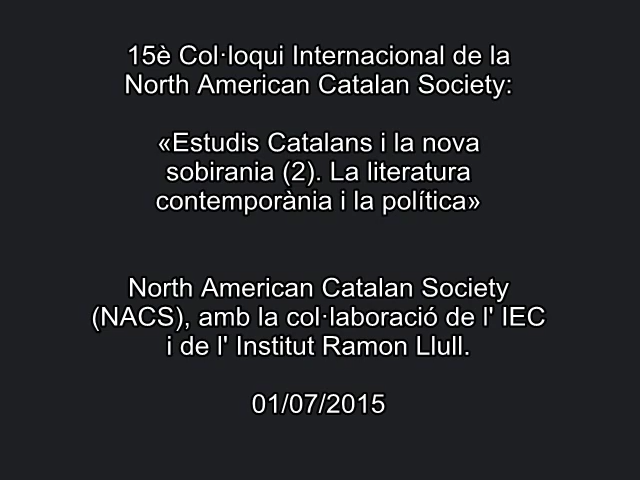 15è Col·loqui Internacional de la
North American Catalan Society:
«Estudis Catalans i la nova
sobirania (2). La literatura
contemporània i la política»
North American Catalan Society
(NACS), amb la col·laboració de l' IEC
i de l' Institut Ramon Llull.
01/07/2015